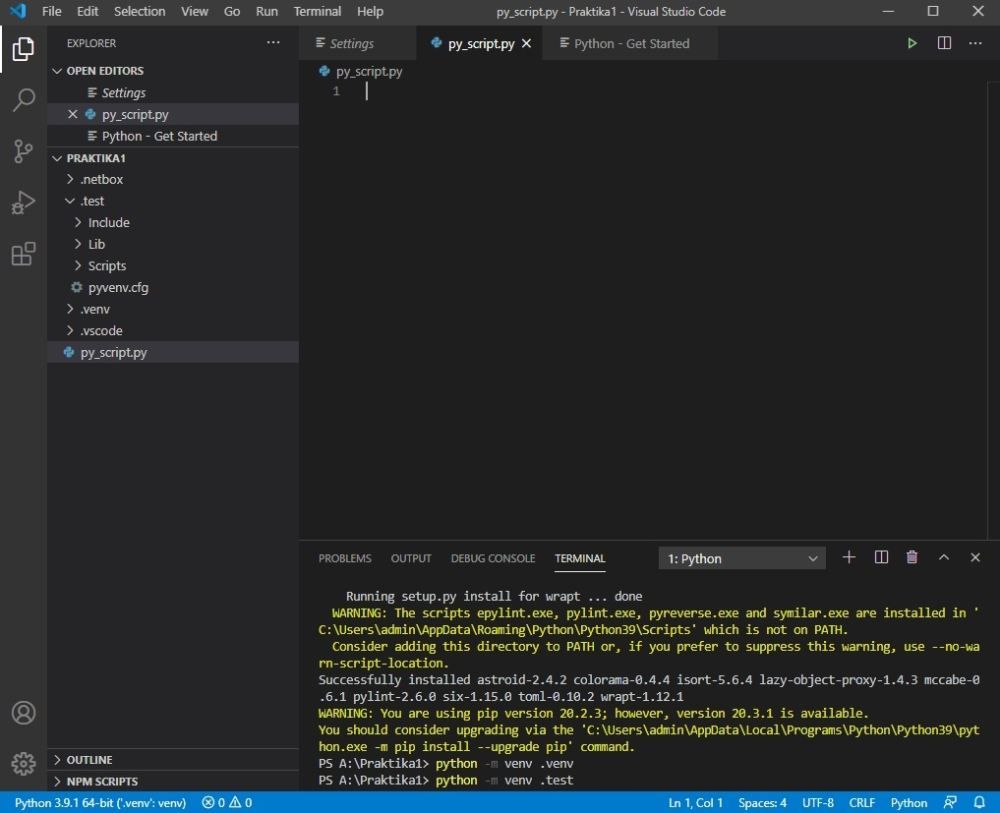 File Edit Selection View Go Run Terminal Help py_script.py - Praktika1 - Visual Studio Code
EXPLORER
OPEN EDITORS
Settings
py_script.py
Python - Get Started
PRAKTIKA1
.netbox
.test
Include
Lib
Scripts
pyvenv.cfg
.venv
.vscode
py_script.py
OUTLINE
NPM SCRIPTS
Settings py_script.py Python - Get Started
py_script.py
1
PROBLEMS OUTPUT DEBUG CONSOLE TERMINAL 1: Python
Running setup.py install for wrapt ... done
WARNING: The scripts epylint.exe, pylint.exe, pyreverse.exe and symilar.exe are installed in '
C:\Users\admin\AppData\Roaming\Python\Python39\Scripts' which is not on PATH.
Consider adding this directory to PATH or, if you prefer to suppress this warning, use --no-wa
rn-script-location.
Successfully installed astroid-2.4.2 colorama-0.4.4 isort-5.6.4 lazy-object-proxy-1.4.3 mccabe-0
.6.1 pylint-2.6.0 six-1.15.0 toml-0.10.2 wrapt-1.12.1
WARNING: You are using pip version 20.2.3; however, version 20.3.1 is available.
You should consider upgrading via the 'C:\Users\admin\AppData\Local\Programs\Python\Python39\pyt
hon.exe -m pip install --upgrade pip' command.
PS A:\Praktika1> python -m venv .venv
PS A:\Praktika1> python -m venv .test
Python 3.9.1 64-bit ('.venv': venv) 0 0 Ln 1, Col 1 Spaces: 4 UTF-8 CRLF Python